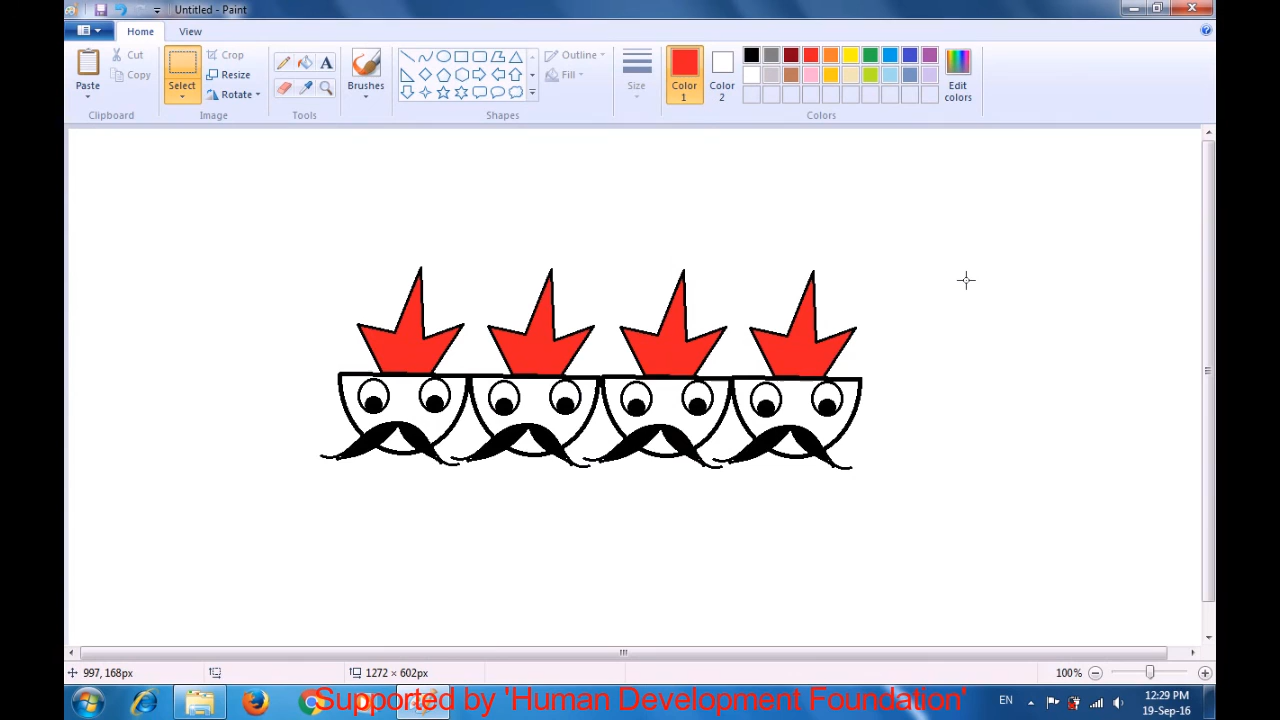 Untitled - Paint
Home
View
Paste
Cut
Copy
Clipboard
Select
Crop
Resize
Rotate
Image
A
Tools
Brushes
Shapes
Outline
Fill
Size
Color 1
Color 2
Edit colors
Colors
997, 168px
1272 × 602px
100%
EN
12:29 PM
19-Sep-16
Supported by 'Human Development Foundation'